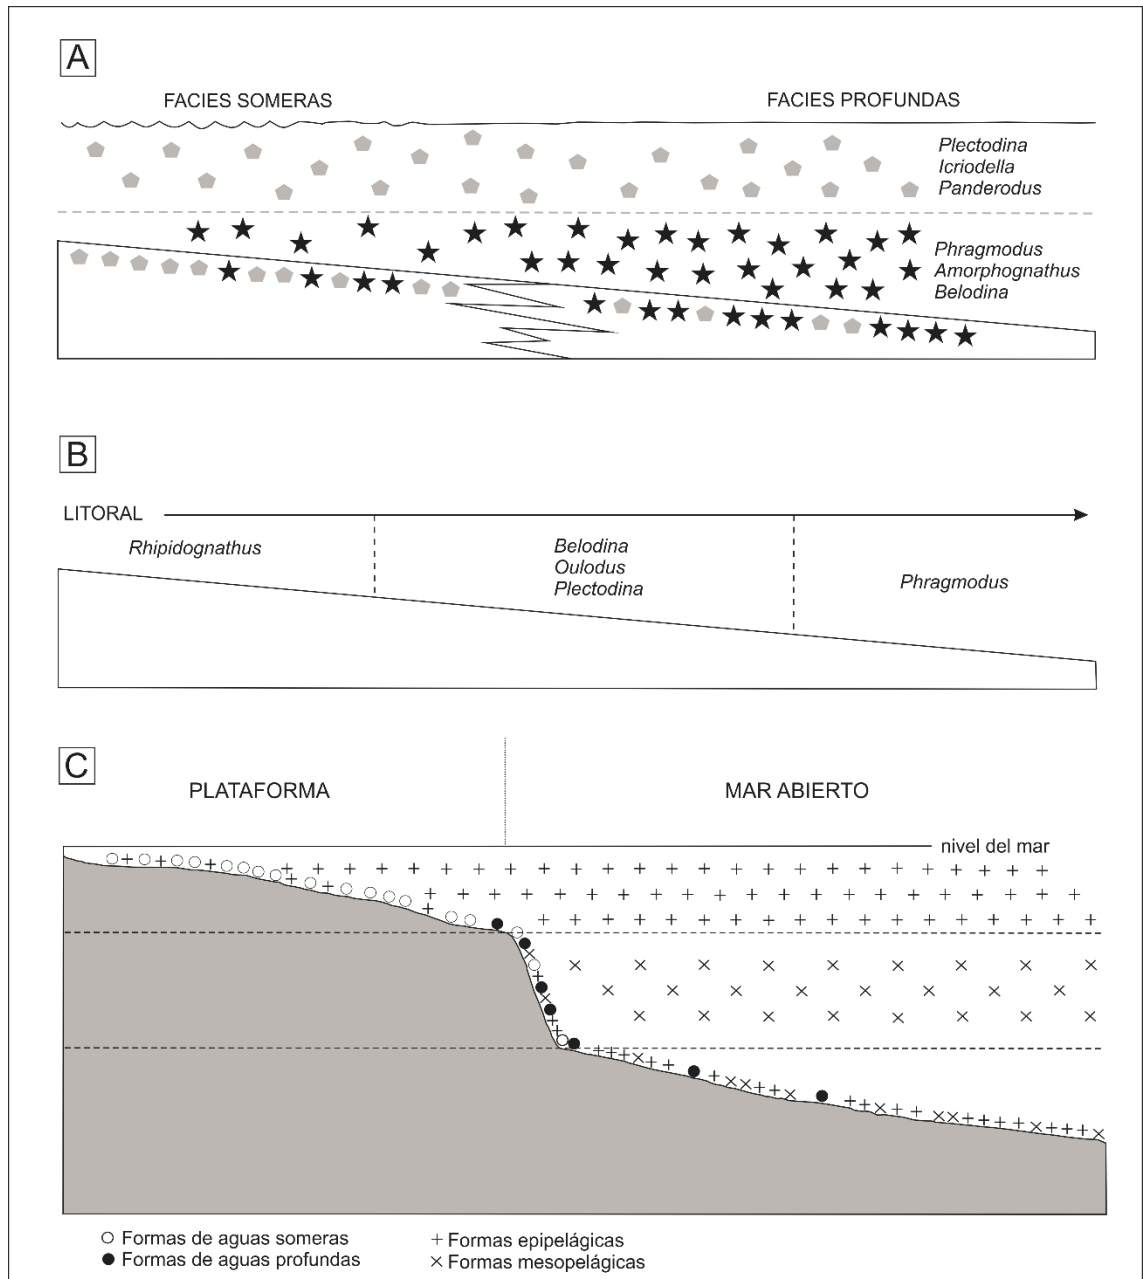 A
FACIES SOMERAS
FACIES PROFUNDAS
Plectodina
Icriodella
Panderodus
Phragmodus
Amorphognathus
Belodina
B
LITORAL
Rhipidognathus
Belodina
Oulodus
Plectodina
Phragmodus
C
PLATAFORMA
MAR ABIERTO
nivel del mar
Formas de aguas someras
Formas de aguas profundas
Formas epipelágicas
Formas mesopelágicas